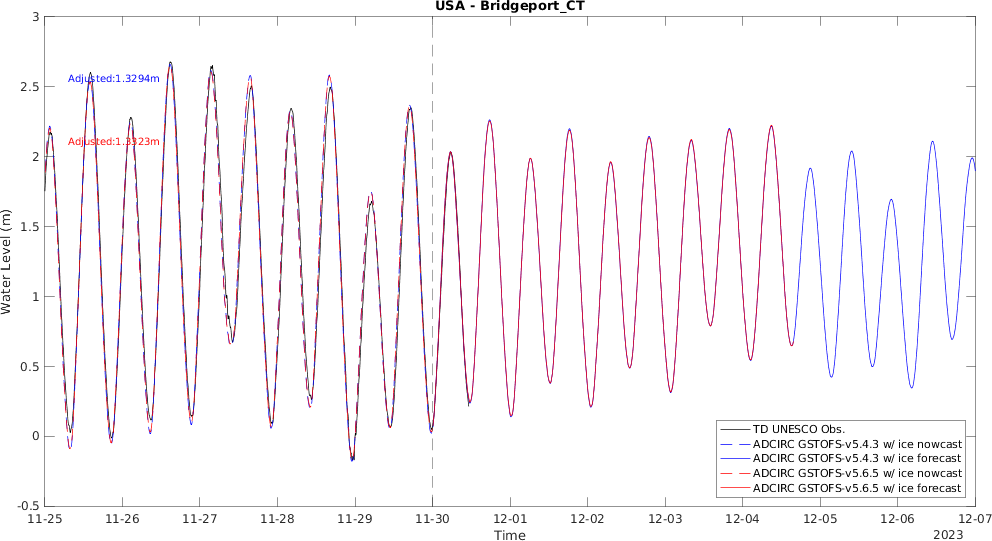 USA - Bridgeport_CT
3
2.5
2
1.5
1
0.5
0
-0.5
Water Level (m)
Adjusted:1.3294m
Adjusted:1.3323m
TD UNESCO Obs.
ADCIRC GSTOFS-v5.4.3 w/ ice nowcast
ADCIRC GSTOFS-v5.4.3 w/ ice forecast
ADCIRC GSTOFS-v5.6.5 w/ ice nowcast
ADCIRC GSTOFS-v5.6.5 w/ ice forecast
11-25 11-26 11-27 11-28 11-29 11-30 12-01 12-02 12-03 12-04 12-05 12-06 12-07
Time
2023